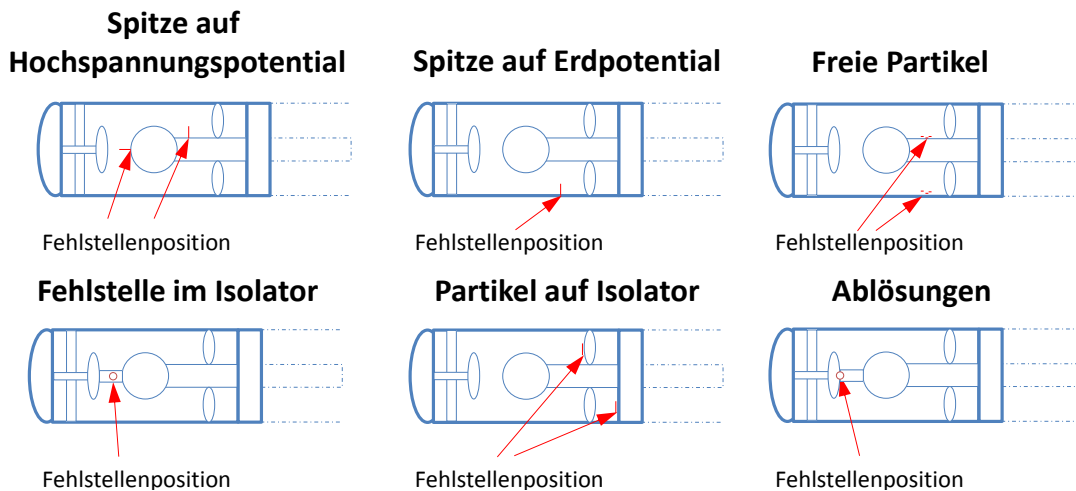 Spitze auf
Hochspannungspotential
Spitze auf Erdpotential
Freie Partikel
Fehlstellenposition
Fehlstellenposition
Fehlstellenposition
Fehlstelle im Isolator
Partikel auf Isolator
Ablösungen
Fehlstellenposition
Fehlstellenposition
Fehlstellenposition